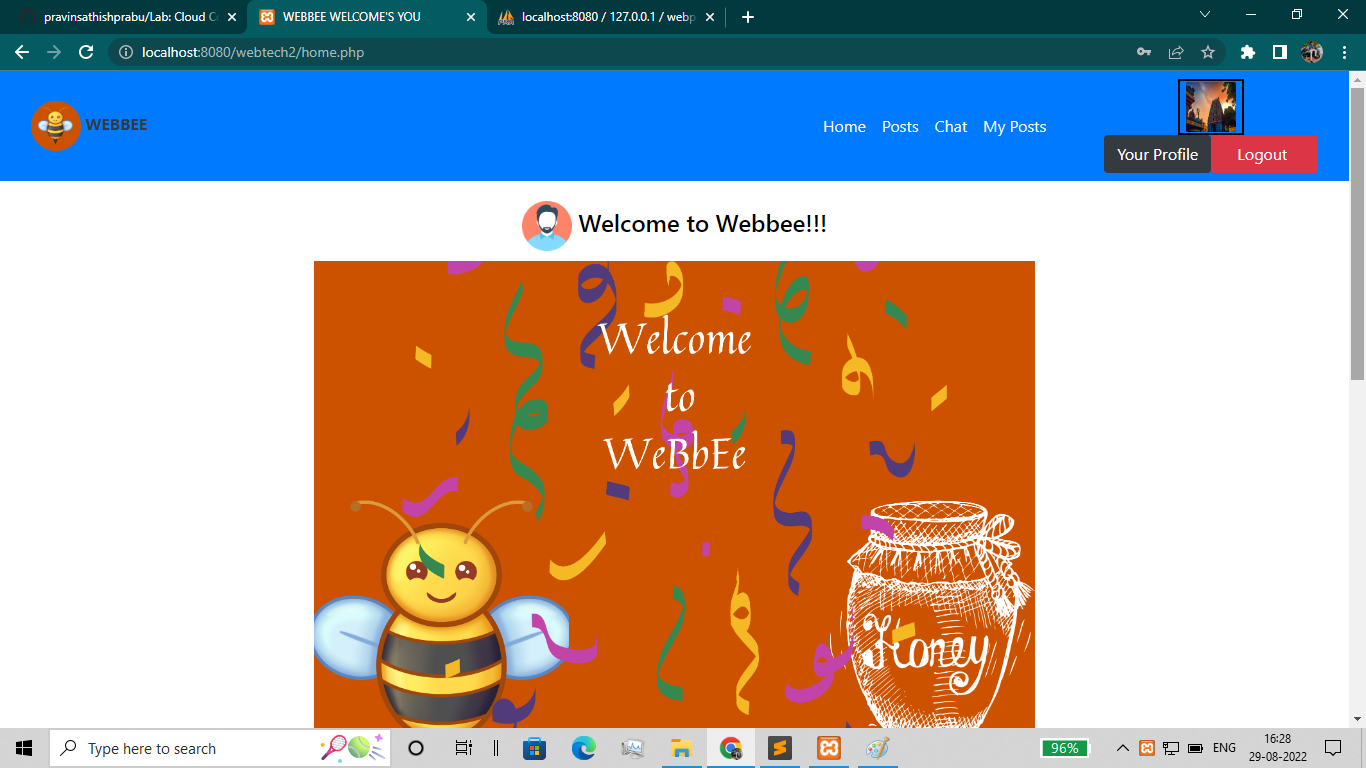 pravinsathishprabu/Lab: Cloud C
WEBBEE WELCOME'S YOU
localhost:8080 / 127.0.0.1 / webp
localhost:8080/webtech2/home.php
WEBBEE
Home Posts Chat My Posts
Your Profile Logout
Welcome to Webbee!!!
Welcome
to
WeBbEe
Honey
Type here to search
96%
ENG
16:28
29-08-2022